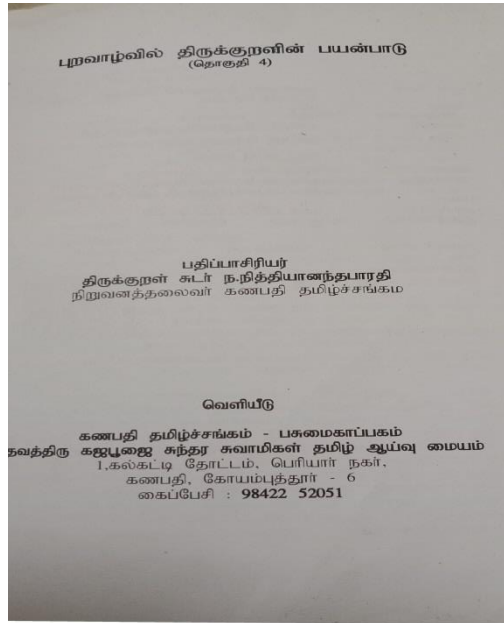 புறவாழ்வில் திருக்குறளின் பயன்பாடு
(தொகுதி 4)
பதிப்பாசிரியர்
திருக்குறள் சுடர் ந.நித்தியானந்தபாரதி
நிறுவனத்தலைவர் கணபதி தமிழ்ச்சங்கம
வெளியீடு
கணபதி தமிழ்ச்சங்கம் - பசுமைகாப்பகம்
தவத்திரு கஜபூஜை சுந்தர சுவாமிகள் தமிழ் ஆய்வு மையம்
1,கல்கட்டி தோட்டம், பெரியார் நகர்,
கணபதி, கோயம்புத்தூர் - 6
கைப்பேசி : 98422 52051